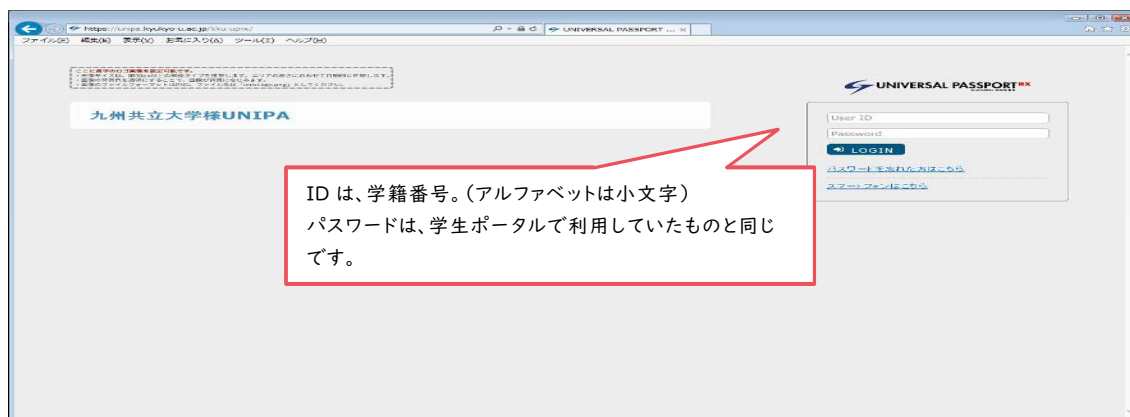 https://unipa.kyukyo-u.ac.jp/kku-uprx/
UNIVERSAL PASSPORT ...
ファイル(F) 編集(E) 表示(V) お気に入り(A) ツール(T) ヘルプ(H)
UNIVERSAL PASSPORT RX
九州共立大学様UNIPA
User ID
Password
LOGIN
パスワードを忘れた方はこちら
スマートフォンはこちら
ID は、学籍番号。(アルファベットは小文字)
パスワードは、学生ポータルで利用していたものと同じ
です。